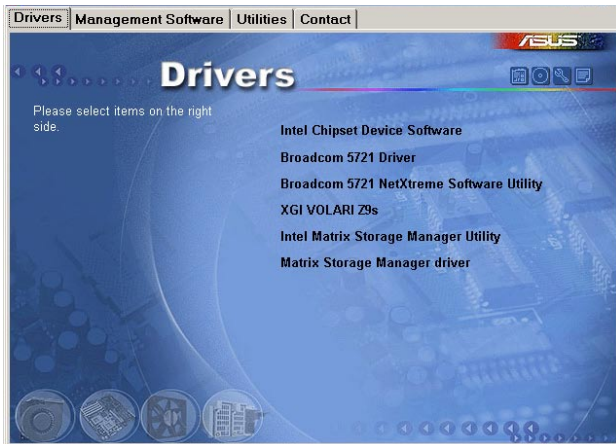 Drivers Management Software Utilities Contact
ASUS
Drivers
Please select items on the right
side.
Intel Chipset Device Software
Broadcom 5721 Driver
Broadcom 5721 NetXtreme Software Utility
XGI VOLARI Z9s
Intel Matrix Storage Manager Utility
Matrix Storage Manager driver